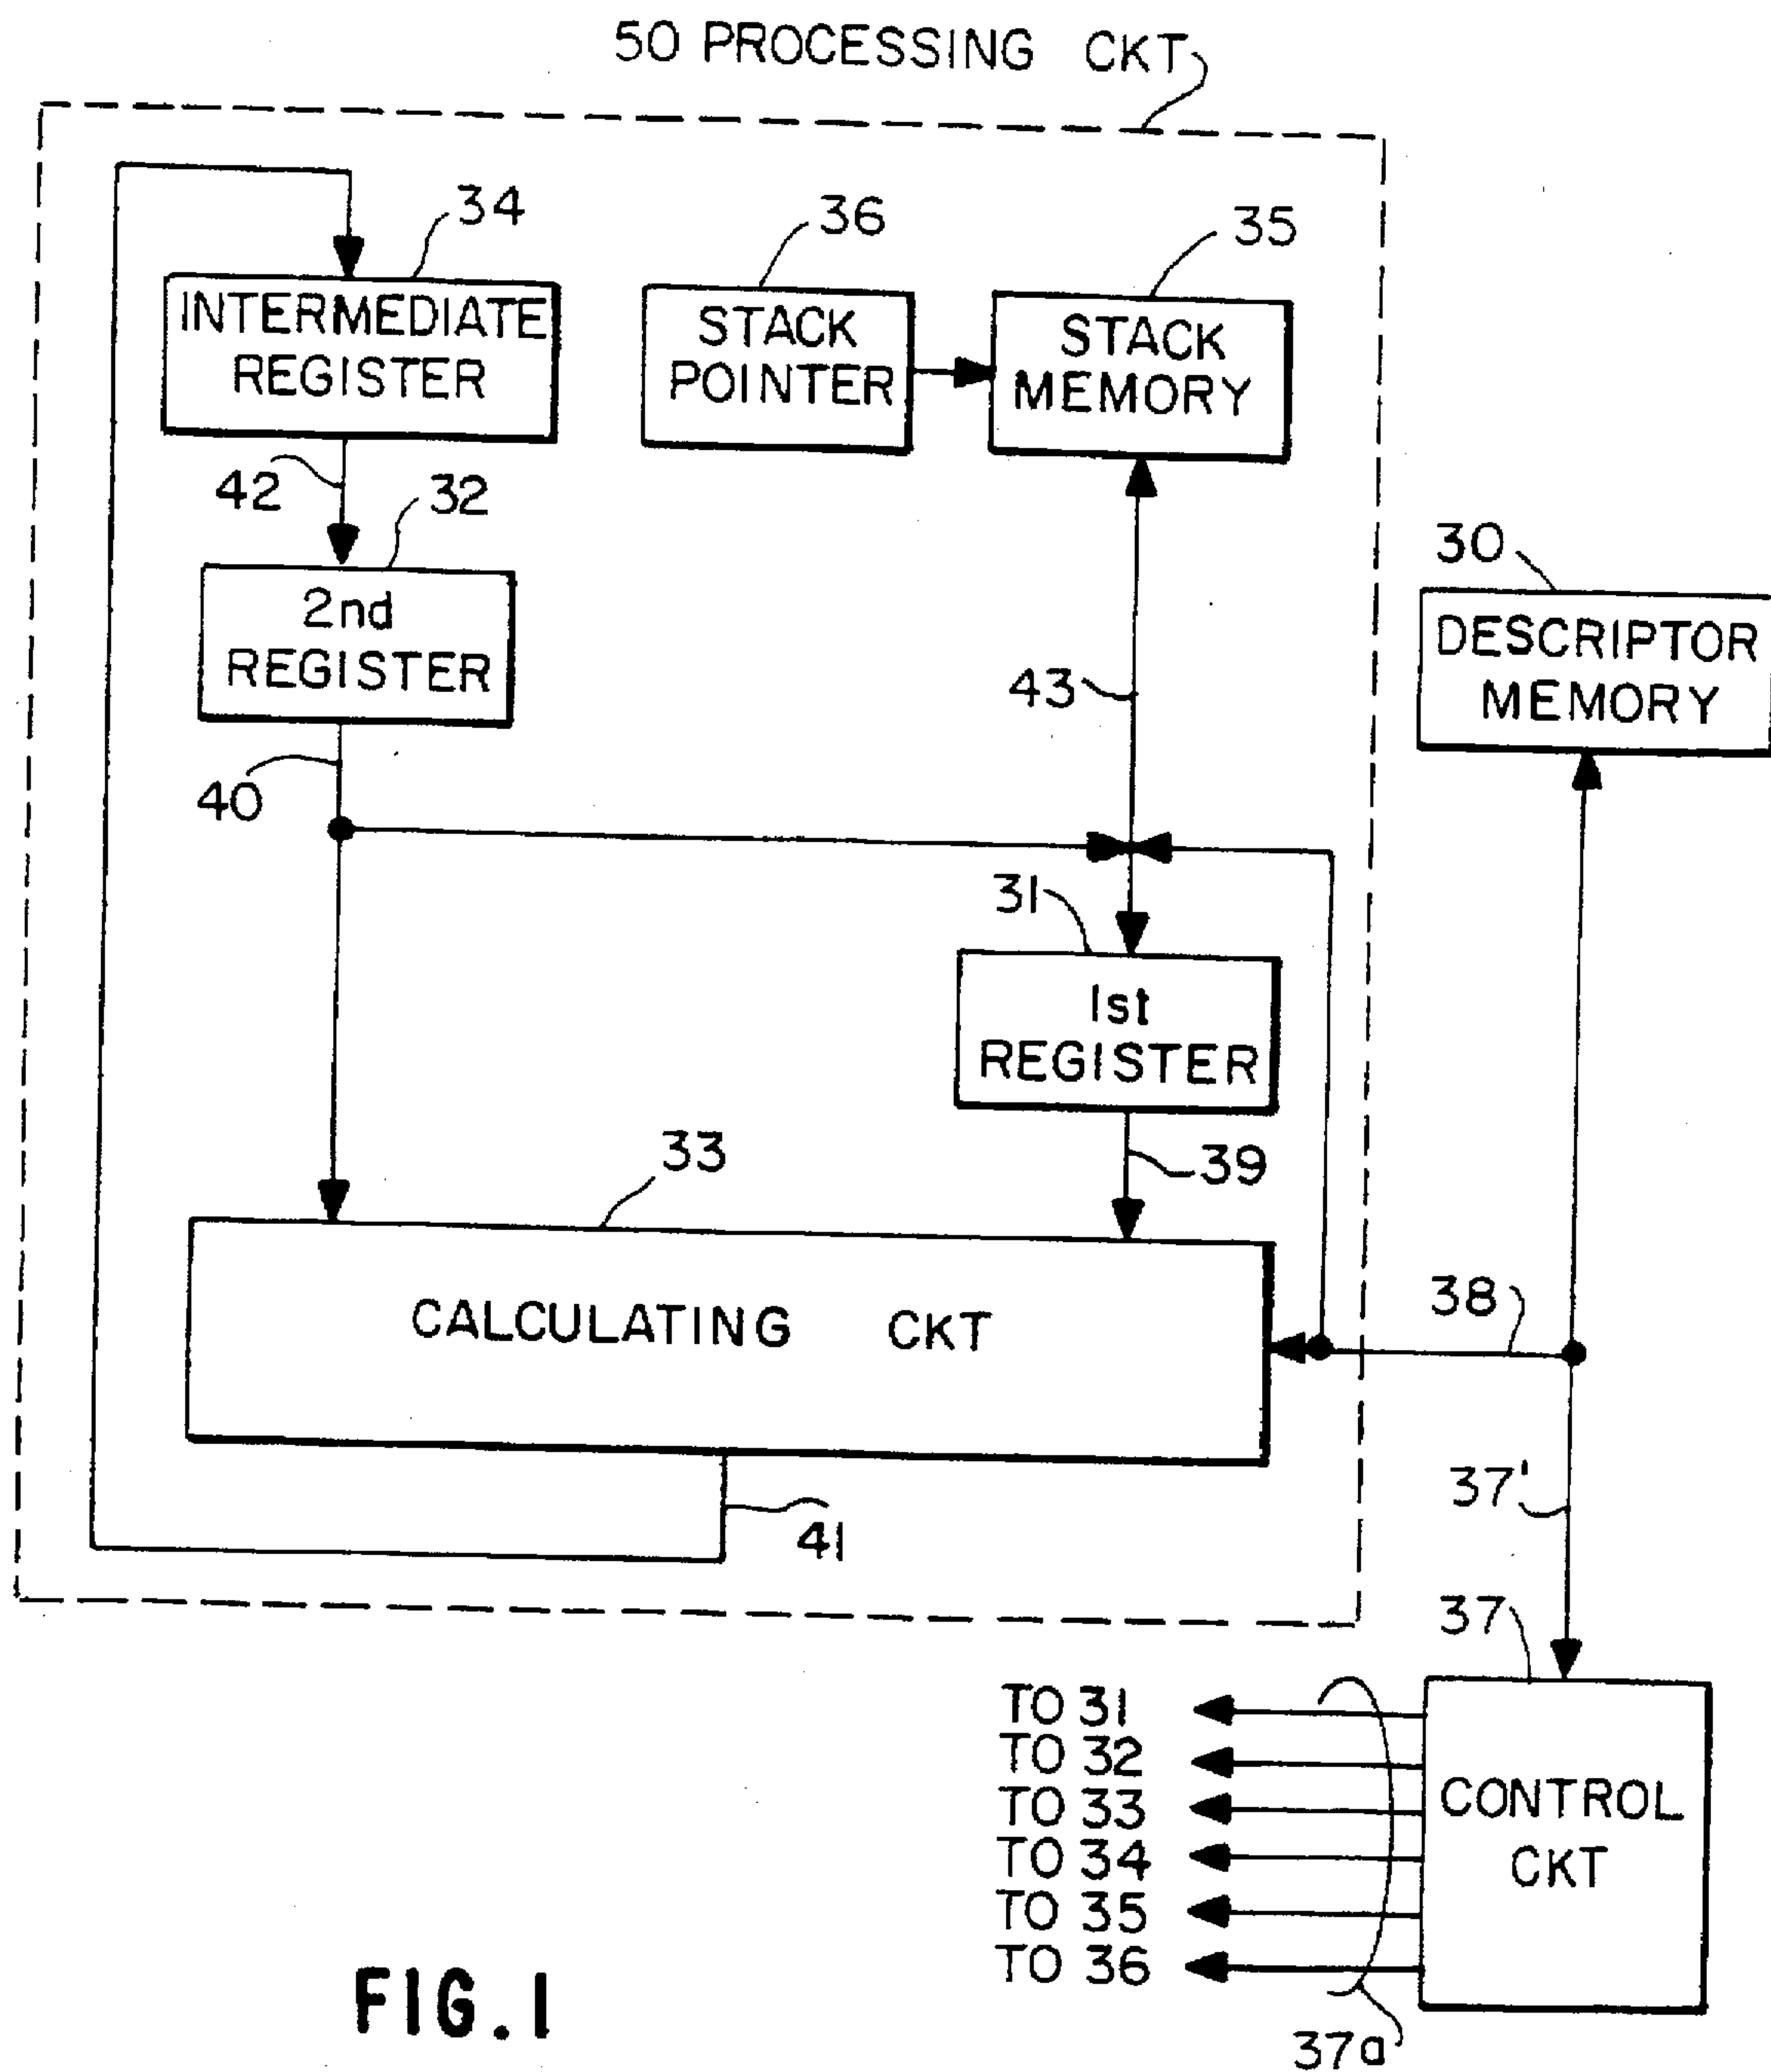 50 PROCESSING CKT
34
36
35
INTERMEDIATE
REGISTER
STACK
POINTER
STACK
MEMORY
42
32
30
2nd
REGISTER
DESCRIPTOR
MEMORY
43
40
31
1st
REGISTER
33
39
CALCULATING CKT
38
37'
41
37
TO 31
TO 32
TO 33
TO 34
TO 35
TO 36
CONTROL
CKT
37a
FIG. 1